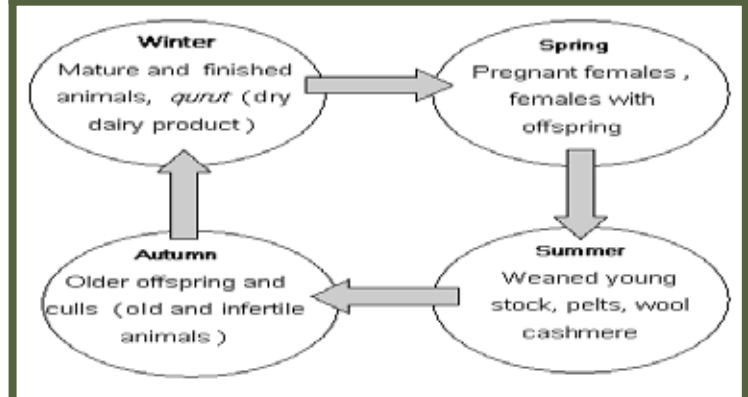 Winter
Mature and finished
animals, qurut (dry
dairy product)
Spring
Pregnant females ,
females with
offspring
Summer
Weaned young
stock, pelts, wool
cashmere
Autumn
Older offspring and
culls (old and infertile
animals)